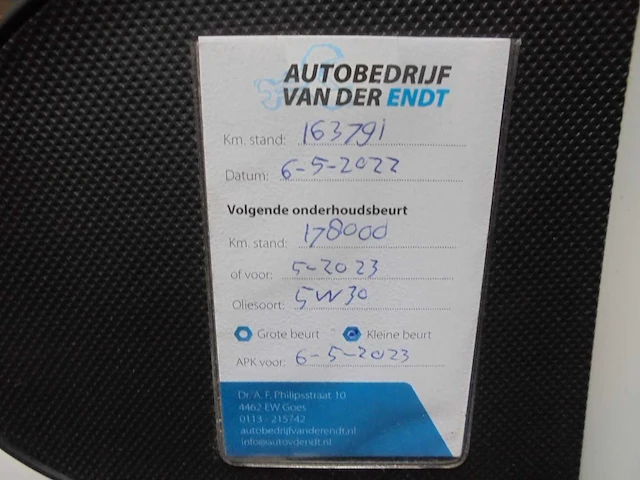 AUTOBEDRIJF
VAN DER ENDT
Km. stand: 163791
Datum: 6-5-2022
Volgende onderhoudsbeurt
Km. stand: 178000
of voor: 5-2023
Oliesoort: 5W30
Grote beurt Kleine beurt
APK voor: 6-5-2023
Dr. A. F. Philipsstraat 10
4462 EW Goes
0113 - 215742
autobedrijfvanderendt.nl
info@autovdendt.nl